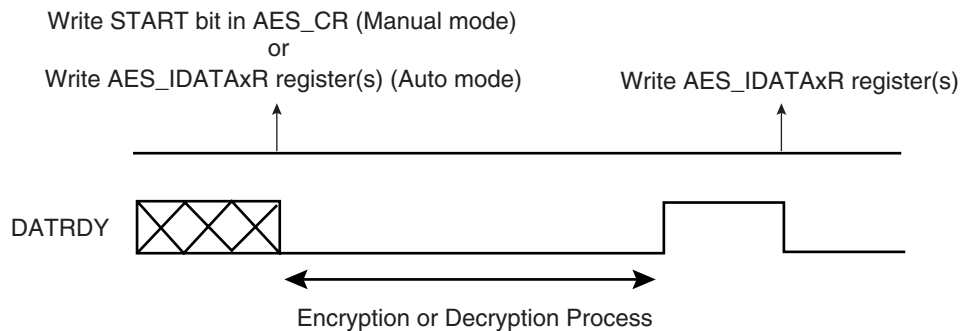 Write START bit in AES_CR (Manual mode)
or
Write AES_IDATAxR register(s) (Auto mode)
Write AES_IDATAxR register(s)
DATRDY
Encryption or Decryption Process